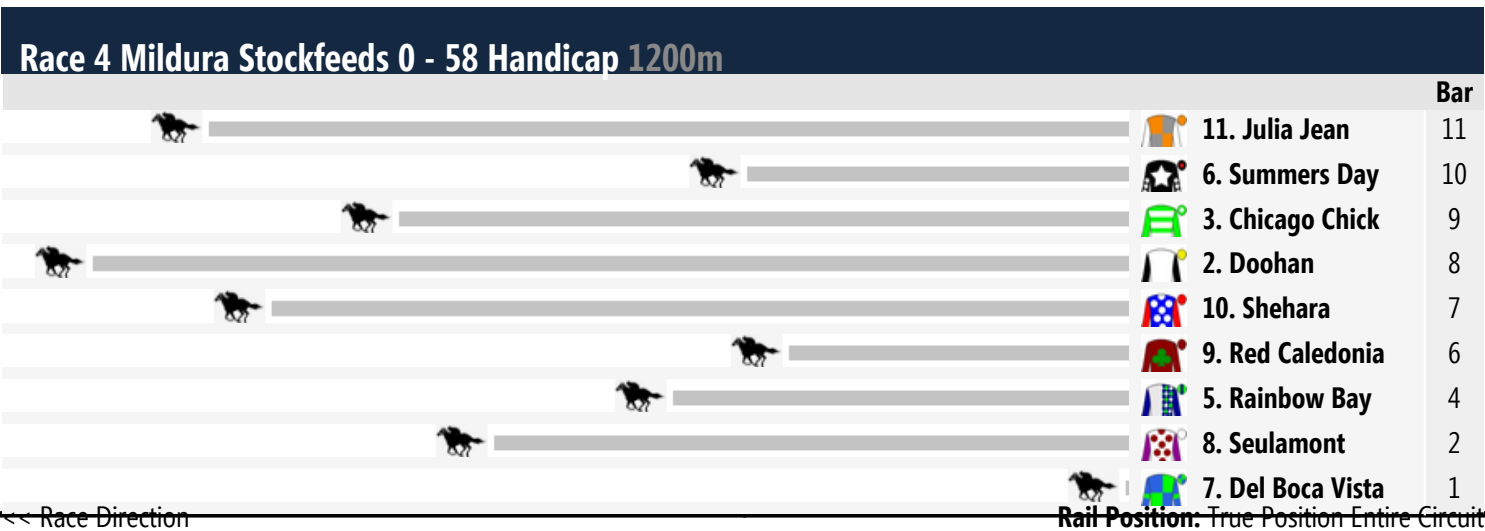 Race 4 Mildura Stockfeeds 0 - 58 Handicap 1200m
Bar
11. Julia Jean 11
6. Summers Day 10
3. Chicago Chick 9
2. Doohan 8
10. Shehara 7
9. Red Caledonia 6
5. Rainbow Bay 4
8. Seulamont 2
7. Del Boca Vista 1
<< Race Direction Rail Position: True Position Entire Circuit